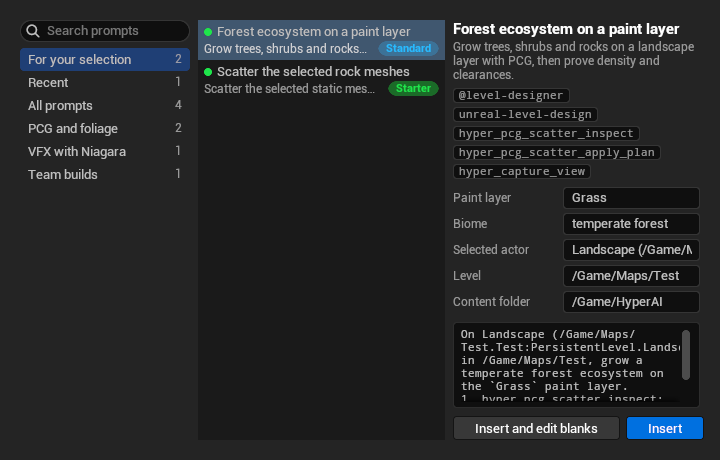 Search prompts
For your selection 2
Recent 1
All prompts 4
PCG and foliage 2
VFX with Niagara 1
Team builds 1
Forest ecosystem on a paint layer
Grow trees, shrubs and rocks... Standard
Scatter the selected rock meshes
Scatter the selected static mes... Starter
Forest ecosystem on a paint layer
Grow trees, shrubs and rocks on a landscape
layer with PCG, then prove density and
clearances.
@level-designer
unreal-level-design
hyper_pcg_scatter_inspect
hyper_pcg_scatter_apply_plan
hyper_capture_view
Paint layer Grass
Biome temperate forest
Selected actor Landscape (/Game/M
Level /Game/Maps/Test
Content folder /Game/HyperAI
On Landscape (/Game/Maps/
Test.Test:PersistentLevel.Landsc
in /Game/Maps/Test, grow a
temperate forest ecosystem on
the `Grass` paint layer.
1. hyper_pcg_scatter_inspect:
Insert and edit blanks Insert